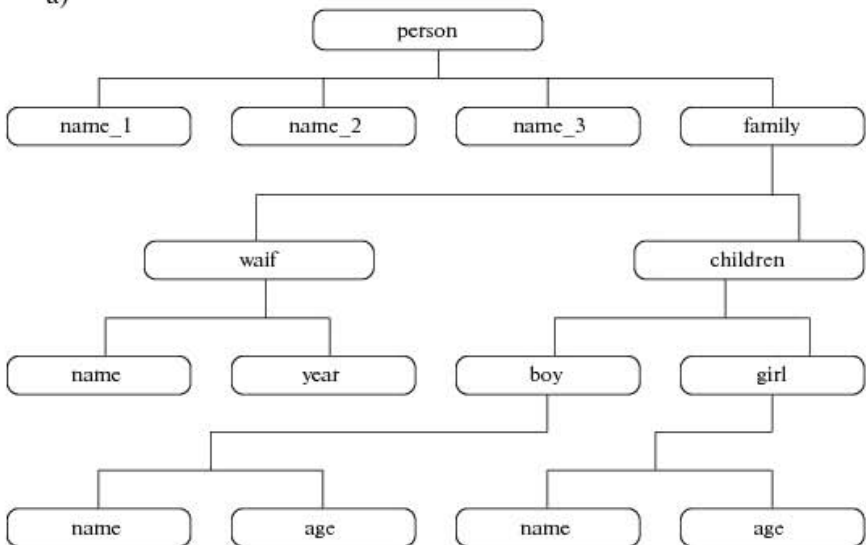 a)
person
name_1 name_2 name_3 family
waif children
name year boy girl
name age name age